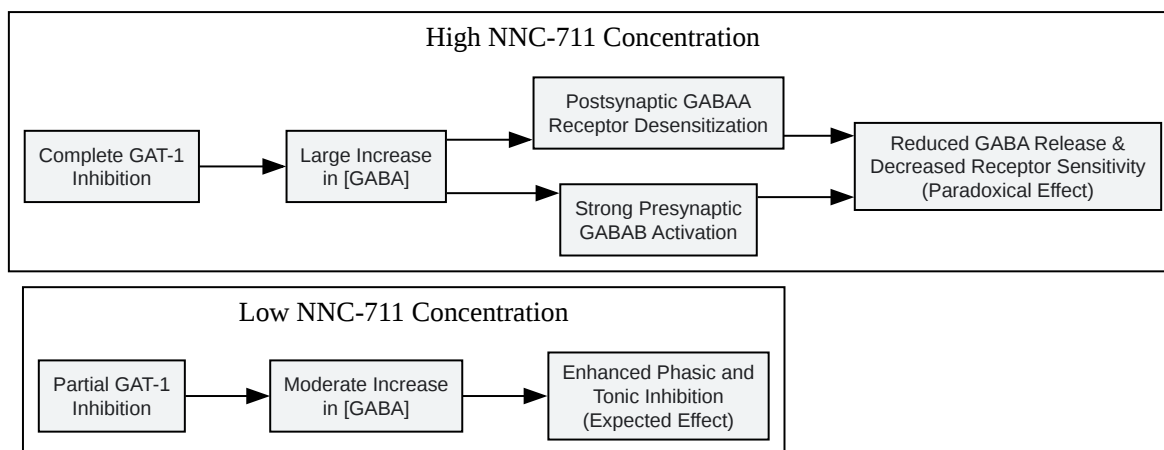 High NNC-711 Concentration
Complete GAT-1
Inhibition
Large Increase
in [GABA]
Postsynaptic GABAA
Receptor Desensitization
Strong Presynaptic
GABAB Activation
Reduced GABA Release &
Decreased Receptor Sensitivity
(Paradoxical Effect)
Low NNC-711 Concentration
Partial GAT-1
Inhibition
Moderate Increase
in [GABA]
Enhanced Phasic and
Tonic Inhibition
(Expected Effect)